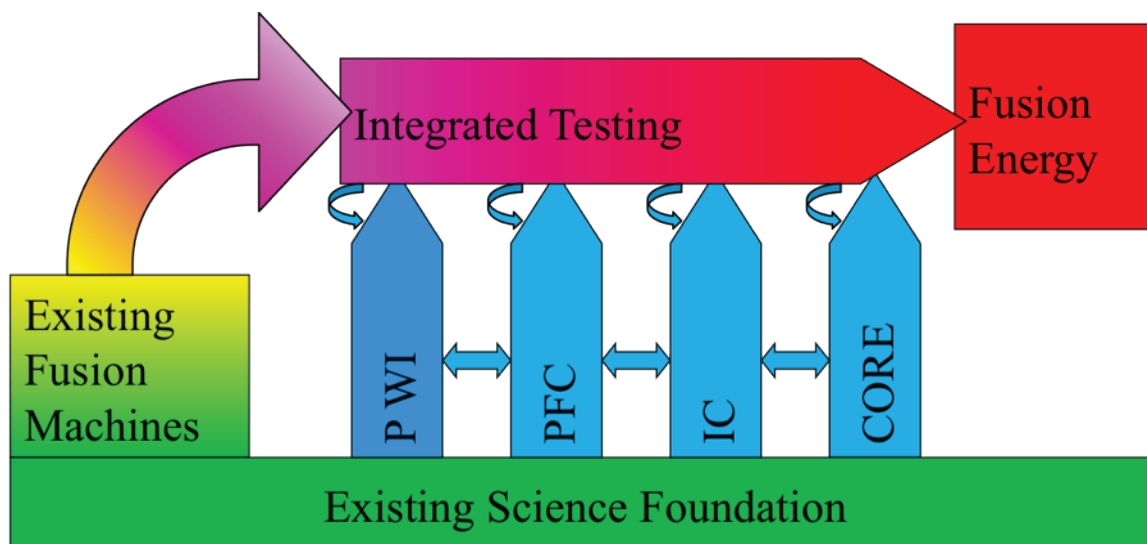 Integrated Testing
Fusion
Energy
Existing
Fusion
Machines
P WI
PFC
IC
CORE
Existing Science Foundation